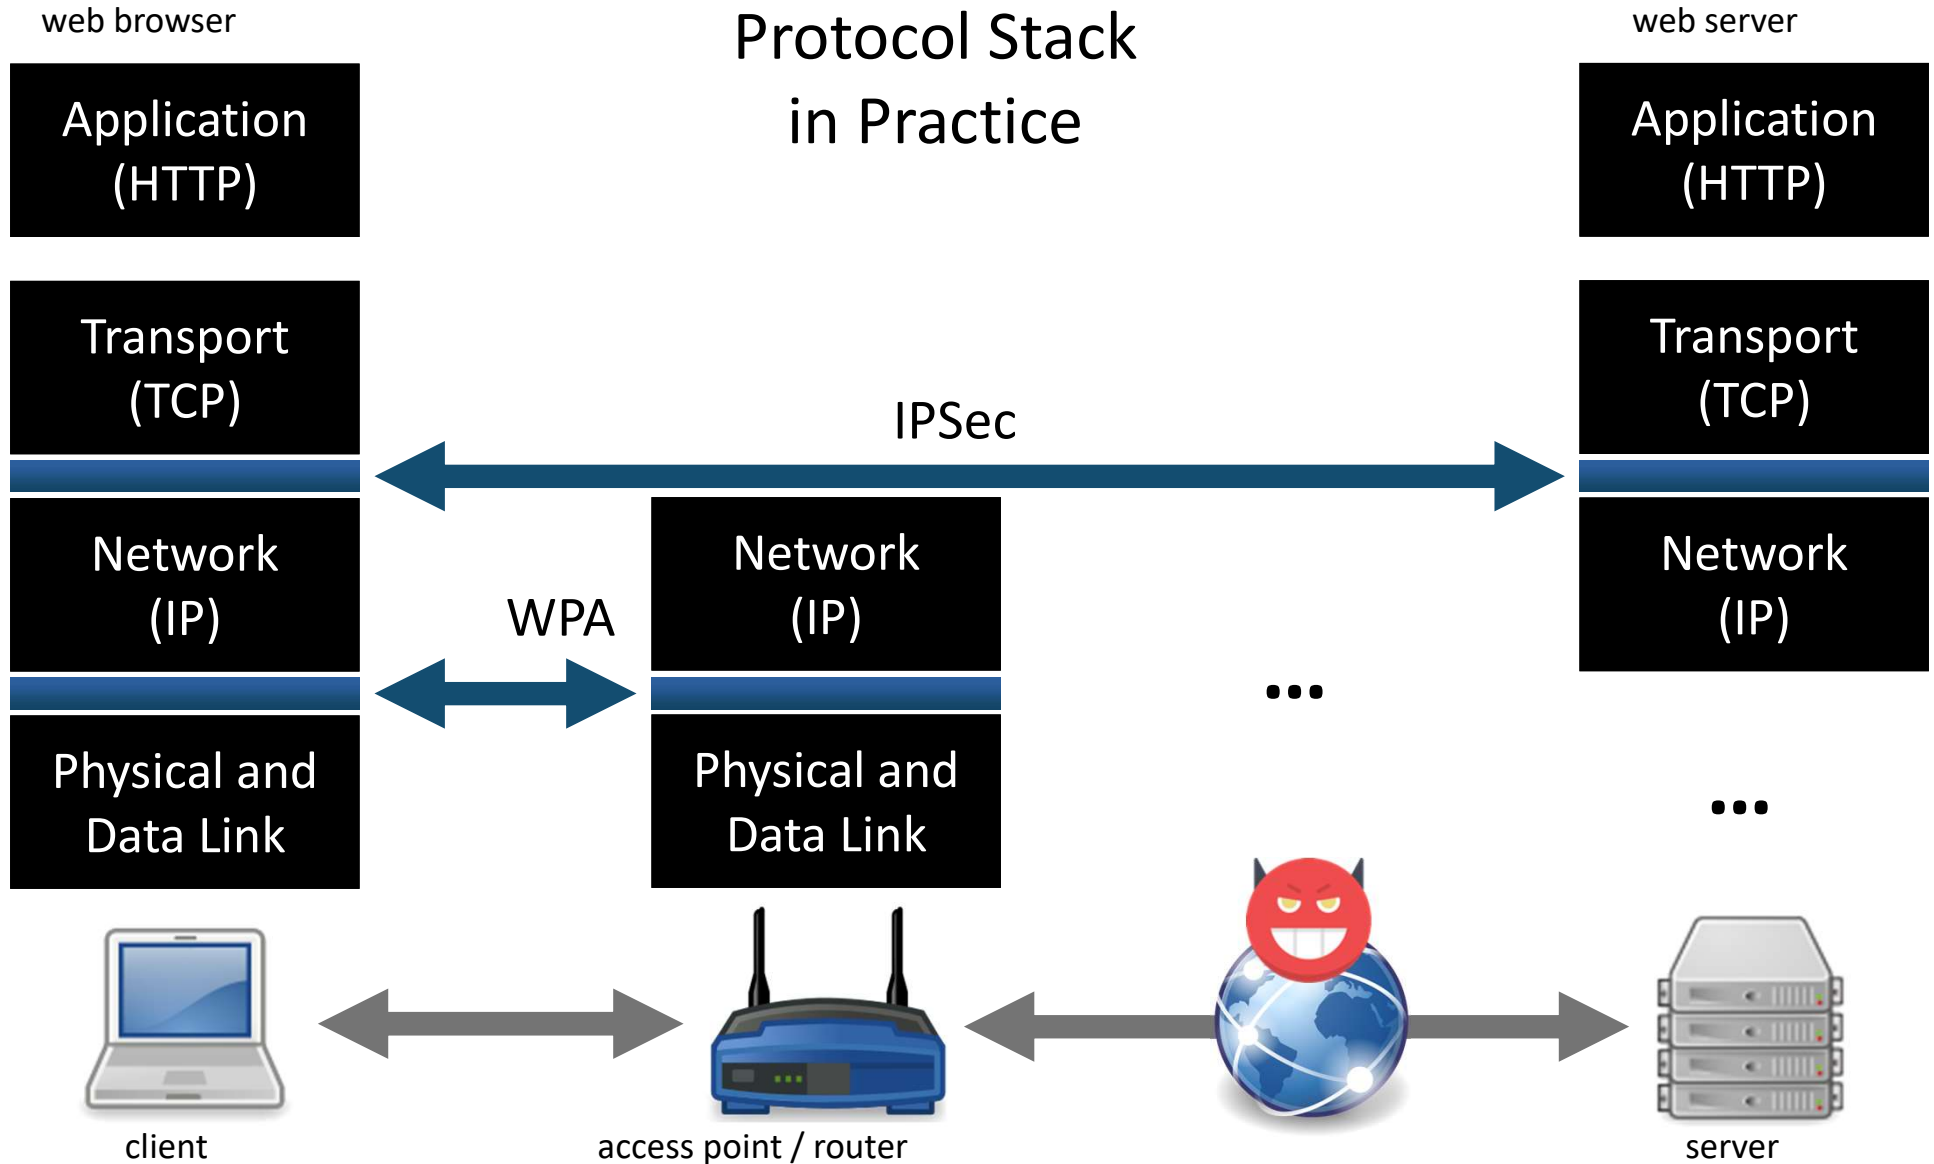 web browser
Protocol Stack
in Practice
web server
Application
(HTTP)
Application
(HTTP)
Transport
(TCP)
Transport
(TCP)
IPSec
Network
(IP)
WPA
Network
(IP)
Network
(IP)
...
Physical and
Data Link
Physical and
Data Link
...
client
access point / router
server